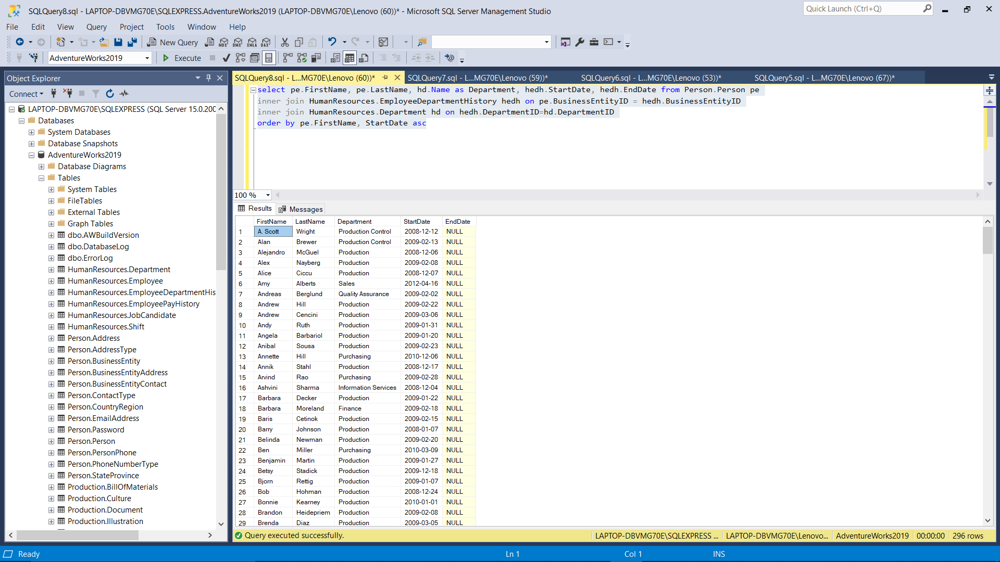 SQLQuery8.sql - LAPTOP-DBVMG70E\SQLEXPRESS.AdventureWorks2019 (LAPTOP-DBVMG70E\Lenovo (60))* - Microsoft SQL Server Management Studio
Quick Launch (Ctrl+Q)
File Edit View Query Project Tools Window Help
New Query MDX DMX XMLA DAX
AdventureWorks2019 Execute
Object Explorer
Connect
LAPTOP-DBVMG70E\SQLEXPRESS (SQL Server 15.0.200
Databases
System Databases
Database Snapshots
AdventureWorks2019
Database Diagrams
Tables
System Tables
FileTables
External Tables
Graph Tables
dbo.AWBuildVersion
dbo.DatabaseLog
dbo.ErrorLog
HumanResources.Department
HumanResources.Employee
HumanResources.EmployeeDepartmentHis
HumanResources.EmployeePayHistory
HumanResources.JobCandidate
HumanResources.Shift
Person.Address
Person.AddressType
Person.BusinessEntity
Person.BusinessEntityAddress
Person.BusinessEntityContact
Person.ContactType
Person.CountryRegion
Person.EmailAddress
Person.Password
Person.Person
Person.PersonPhone
Person.PhoneNumberType
Person.StateProvince
Production.BillOfMaterials
Production.Culture
Production.Document
Production.Illustration
SQLQuery8.sql - L...MG70E\Lenovo (60))* SQLQuery7.sql - L...MG70E\Lenovo (59))* SQLQuery6.sql - L...MG70E\Lenovo (53))* SQLQuery5.sql - L...MG70E\Lenovo (67))*
select pe.FirstName, pe.LastName, hd.Name as Department, hedh.StartDate, hedh.EndDate from Person.Person pe
inner join HumanResources.EmployeeDepartmentHistory hedh on pe.BusinessEntityID = hedh.BusinessEntityID
inner join HumanResources.Department hd on hedh.DepartmentID=hd.DepartmentID
order by pe.FirstName, StartDate asc
100 %
Results Messages
FirstName LastName Department StartDate EndDate
1 A. Scott Wright Production Control 2008-12-12 NULL
2 Alan Brewer Production Control 2009-02-13 NULL
3 Alejandro McGuel Production 2008-12-06 NULL
4 Alex Nayberg Production 2009-02-08 NULL
5 Alice Ciccu Production 2008-12-07 NULL
6 Amy Alberts Sales 2012-04-16 NULL
7 Andreas Berglund Quality Assurance 2009-02-02 NULL
8 Andrew Hill Production 2009-02-22 NULL
9 Andrew Cencini Production 2009-03-06 NULL
10 Andy Ruth Production 2009-01-31 NULL
11 Angela Barbariol Production 2009-01-20 NULL
12 Anibal Sousa Production 2009-02-23 NULL
13 Annette Hill Purchasing 2010-12-06 NULL
14 Annik Stahl Production 2008-12-17 NULL
15 Arvind Rao Purchasing 2009-02-28 NULL
16 Ashvini Sharma Information Services 2008-12-04 NULL
17 Barbara Decker Production 2009-01-22 NULL
18 Barbara Moreland Finance 2009-02-18 NULL
19 Baris Cetinok Production 2009-02-15 NULL
20 Barry Johnson Production 2008-01-07 NULL
21 Belinda Newman Production 2009-02-20 NULL
22 Ben Miller Purchasing 2010-03-09 NULL
23 Benjamin Martin Production 2009-01-27 NULL
24 Betsy Stadick Production 2009-12-18 NULL
25 Bjorn Rettig Production 2009-01-07 NULL
26 Bob Hohman Production 2008-12-24 NULL
27 Bonnie Kearney Production 2010-01-01 NULL
28 Brandon Heidepriem Production 2009-02-08 NULL
29 Brenda Diaz Production 2009-03-05 NULL
Query executed successfully. LAPTOP-DBVMG70E\SQLEXPRESS ... LAPTOP-DBVMG70E\Lenovo... AdventureWorks2019 00:00:00 296 rows
Ready Ln 1 Col 1 INS